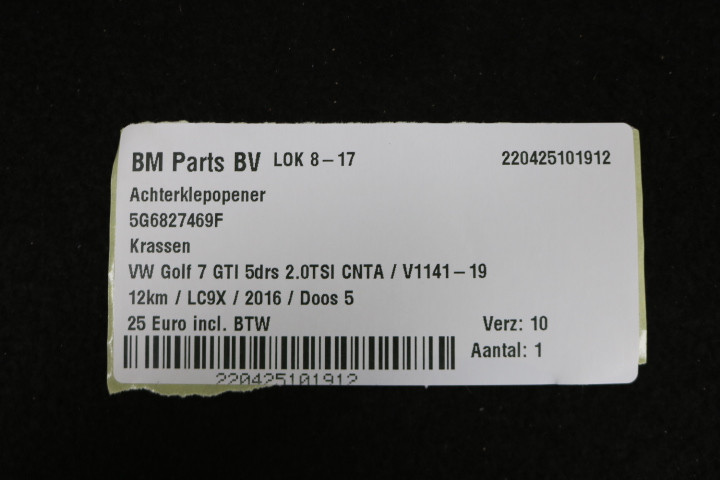 BM Parts BV LOK 8-17 220425101912
Achterklepopener
5G6827469F
Krassen
VW Golf 7 GTI 5drs 2.0TSI CNTA / V1141-19
12km / LC9X / 2016 / Doos 5
25 Euro incl. BTW Verz: 10
Aantal: 1
220425101912